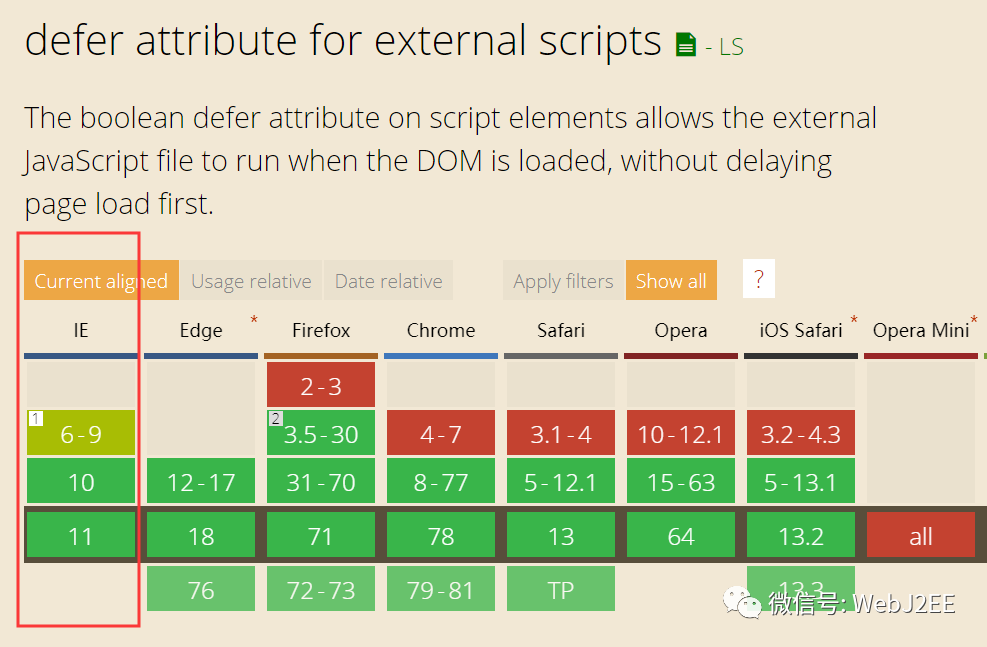 defer attribute for external scripts - LS
The boolean defer attribute on script elements allows the external
JavaScript file to run when the DOM is loaded, without delaying
page load first.
Current aligned Usage relative Date relative Apply filters Show all ?
IE Edge * Firefox Chrome Safari Opera iOS Safari * Opera Mini *
2-3
1 6-9 2 3.5-30 4-7 3.1-4 10-12.1 3.2-4.3
10 12-17 31-70 8-77 5-12.1 15-63 5-13.1
11 18 71 78 13 64 13.2 all
76 72-73 79-81 TP 13.3
微信号: WebJ2EE